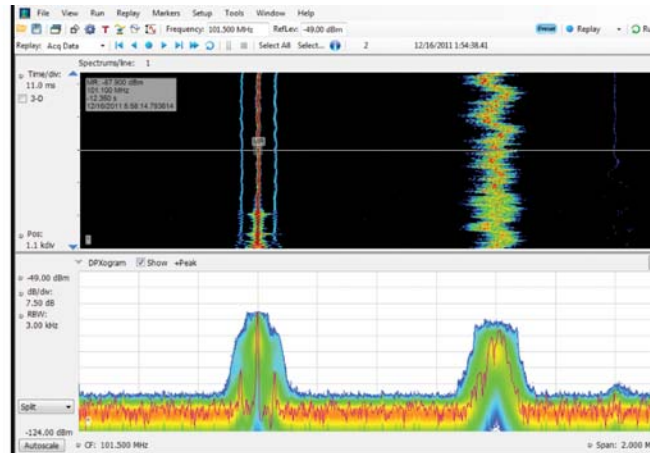 File View Run Replay Markers Setup Tools Window Help
Frequency: 101.500 MHz RefLev: -49.00 dBm Preset Replay Ru
Replay: Acq Data Select All Select... 2 12/16/2011 1:54:38.41
Spectrums/line: 1
Time/div:
11.0 ms
3-D
MR: -67.900 dBm
101.100 MHz
-12.350 s
Pos:
1.1 kdiv
DPXogram Show +Peak
-49.00 dBm
dB/div:
7.50 dB
RBW:
3.00 kHz
Split
-124.00 dBm
Autoscale CF: 101.500 MHz Span: 2.000 M